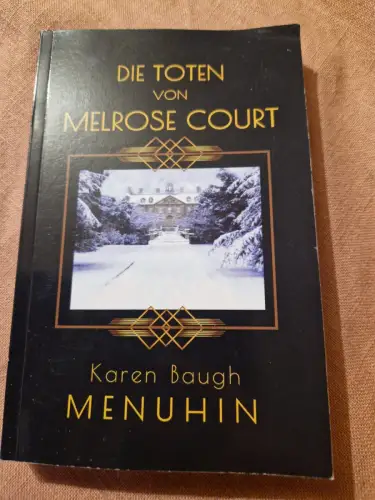 DIE TOTEN
VON
MELROSE COURT
Karen Baugh
MENUHIN